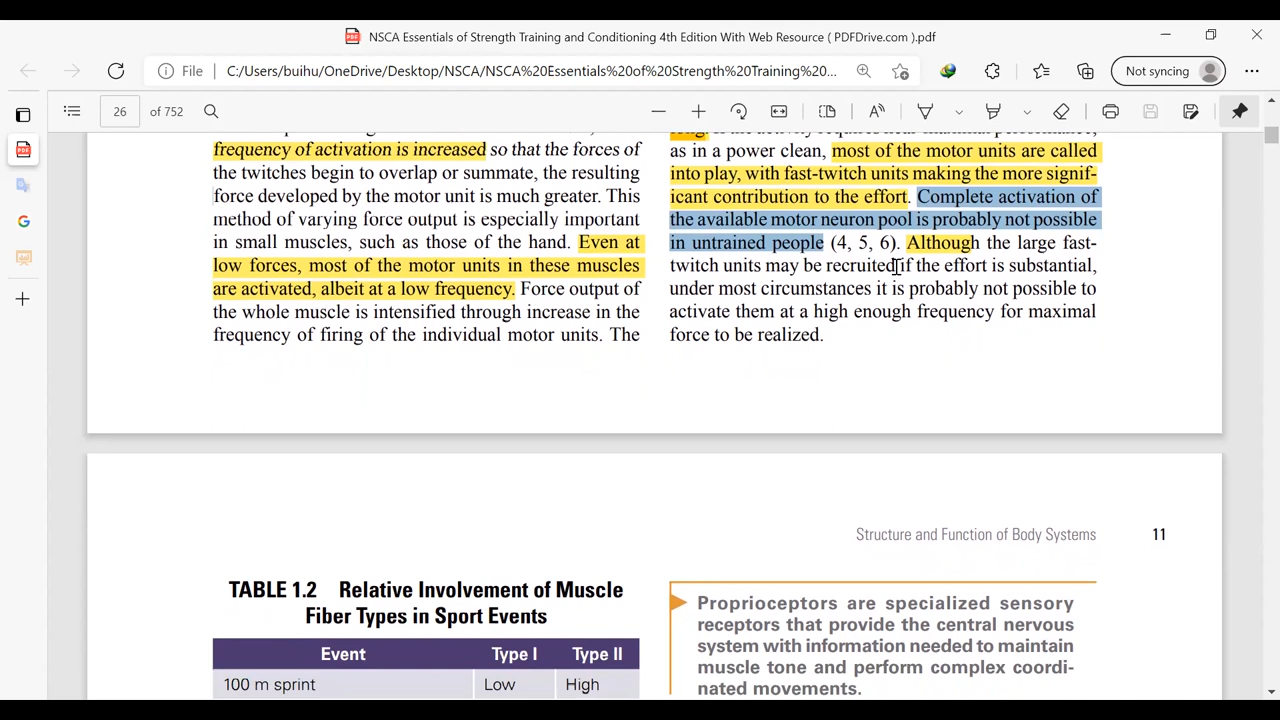 NSCA Essentials of Strength Training and Conditioning 4th Edition With Web Resource ( PDFDrive.com ).pdf
File
C:/Users/buihu/OneDrive/Desktop/NSCA/NSCA%20Essentials%20of%20Strength%20Training%20...
Not syncing
26 of 752
frequency of activation is increased so that the forces of
the twitches begin to overlap or summate, the resulting
force developed by the motor unit is much greater. This
method of varying force output is especially important
in small muscles, such as those of the hand. Even at
low forces, most of the motor units in these muscles
are activated, albeit at a low frequency. Force output of
the whole muscle is intensified through increase in the
frequency of firing of the individual motor units. The
as in a power clean, most of the motor units are called
into play, with fast-twitch units making the more signif-
icant contribution to the effort. Complete activation of
the available motor neuron pool is probably not possible
in untrained people (4, 5, 6). Although the large fast-
twitch units may be recruited if the effort is substantial,
under most circumstances it is probably not possible to
activate them at a high enough frequency for maximal
force to be realized.
Structure and Function of Body Systems 11
TABLE 1.2 Relative Involvement of Muscle
Fiber Types in Sport Events
Event Type I Type II
100 m sprint Low High
Proprioceptors are specialized sensory
receptors that provide the central nervous
system with information needed to maintain
muscle tone and perform complex coordi-
nated movements.